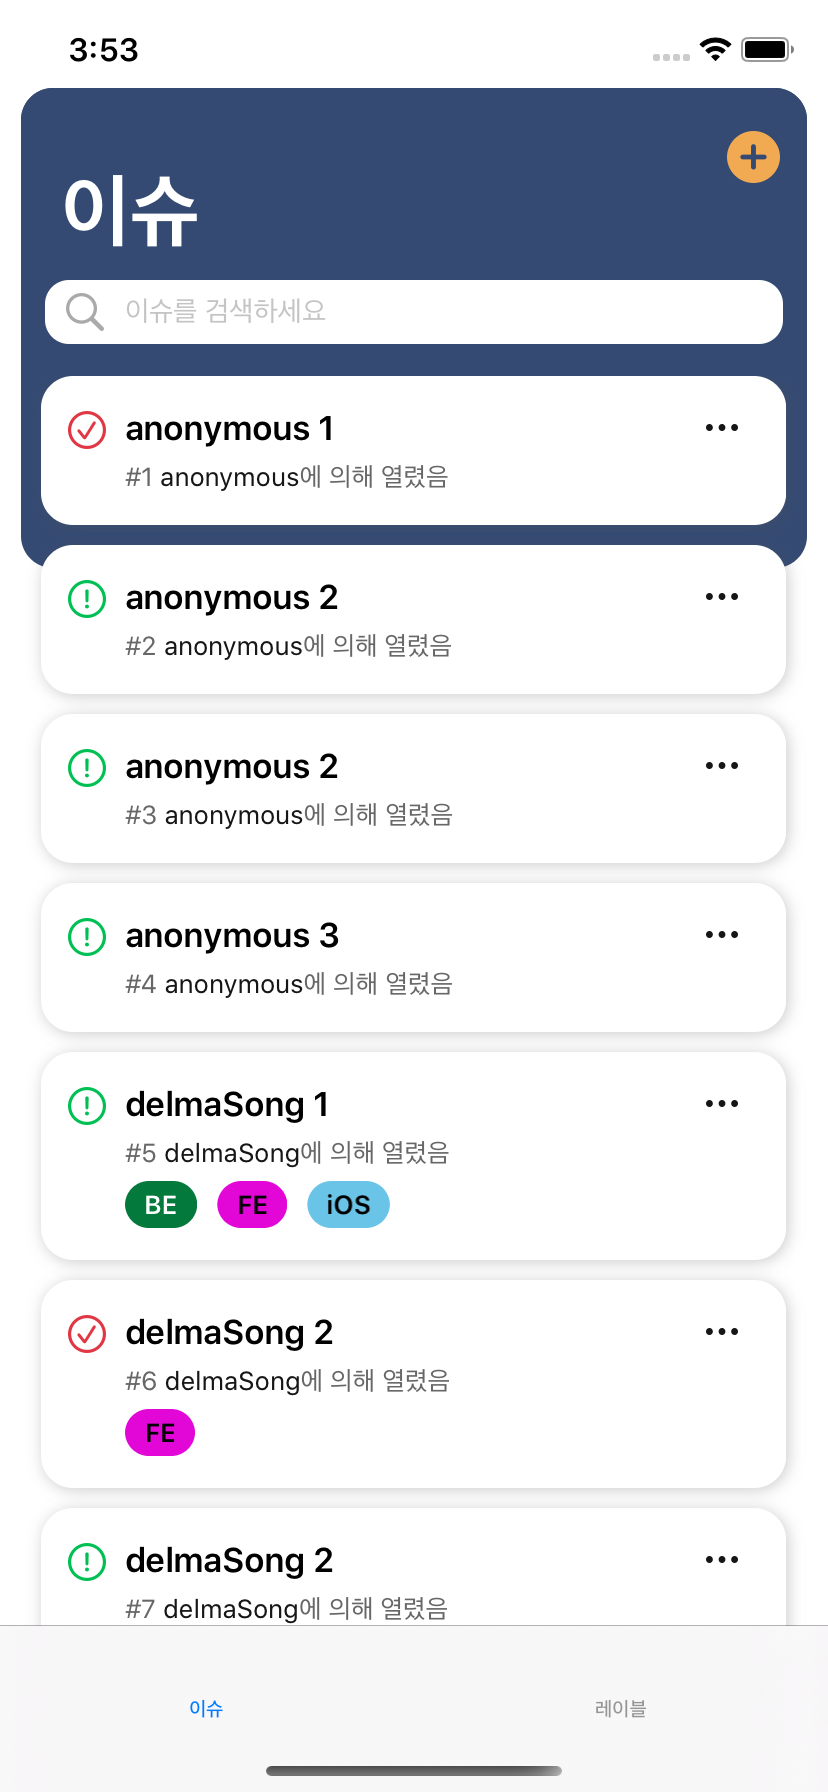 3:53
이슈
이슈를 검색하세요
anonymous 1
#1 anonymous에 의해 열렸음
anonymous 2
#2 anonymous에 의해 열렸음
anonymous 2
#3 anonymous에 의해 열렸음
anonymous 3
#4 anonymous에 의해 열렸음
delmaSong 1
#5 delmaSong에 의해 열렸음
BE FE iOS
delmaSong 2
#6 delmaSong에 의해 열렸음
FE
delmaSong 2
#7 delmaSong에 의해 열렸음
이슈 레이블